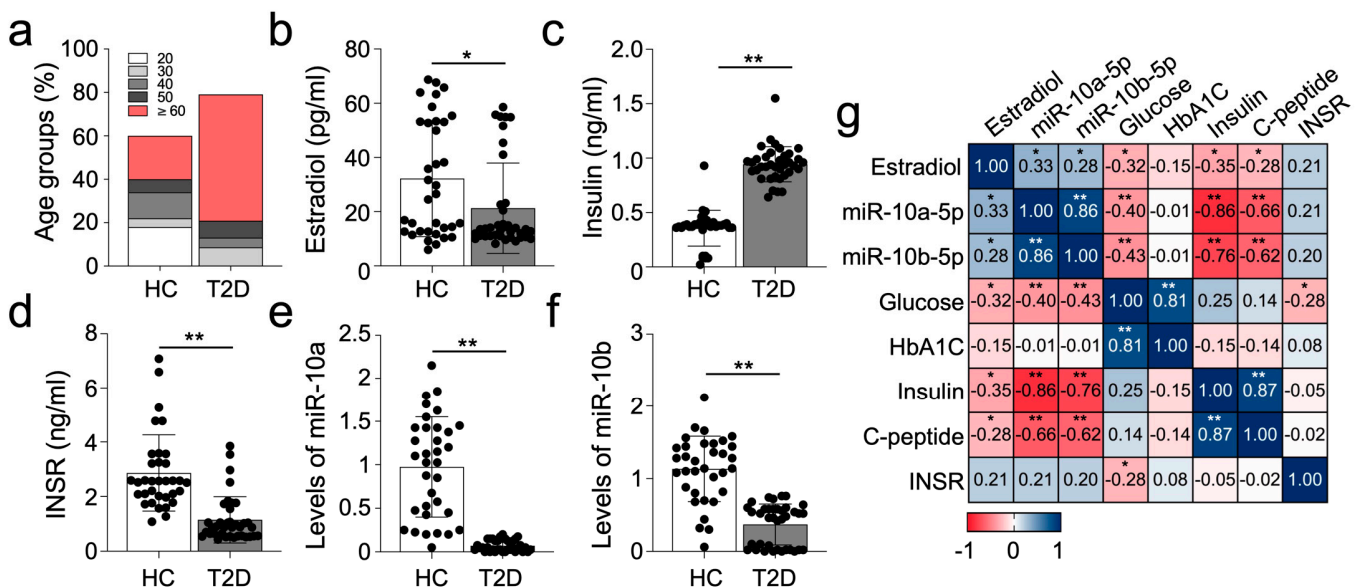 a
Age groups (%)
100
80
60
40
20
0
20
30
40
50
≥ 60
HC T2D
b
Estradiol (pg/ml)
80
60
40
20
0
*
HC T2D
c
Insulin (ng/ml)
2.0
1.5
1.0
0.5
0
**
HC T2D
d
INSR (ng/ml)
8
6
4
2
0
**
HC T2D
e
Levels of miR-10a
2.5
2
1.5
1
0.5
0
**
HC T2D
f
Levels of miR-10b
3
2
1
0
**
HC T2D
g
Estradiol miR-10a-5p miR-10b-5p Glucose HbA1C Insulin C-peptide INSR
Estradiol 1.00 *0.33 *0.28 *-0.32 -0.15 *-0.35 *-0.28 0.21
miR-10a-5p *0.33 1.00 **0.86 **-0.40 -0.01 **-0.86 **-0.66 0.21
miR-10b-5p *0.28 **0.86 1.00 **-0.43 -0.01 **-0.76 **-0.62 0.20
Glucose *-0.32 **-0.40 **-0.43 1.00 **0.81 0.25 0.14 *-0.28
HbA1C -0.15 -0.01 -0.01 **0.81 1.00 -0.15 -0.14 0.08
Insulin *-0.35 **-0.86 **-0.76 0.25 -0.15 1.00 **0.87 -0.05
C-peptide *-0.28 **-0.66 **-0.62 0.14 -0.14 **0.87 1.00 -0.02
INSR 0.21 0.21 0.20 *-0.28 0.08 -0.05 -0.02 1.00
-1 0 1